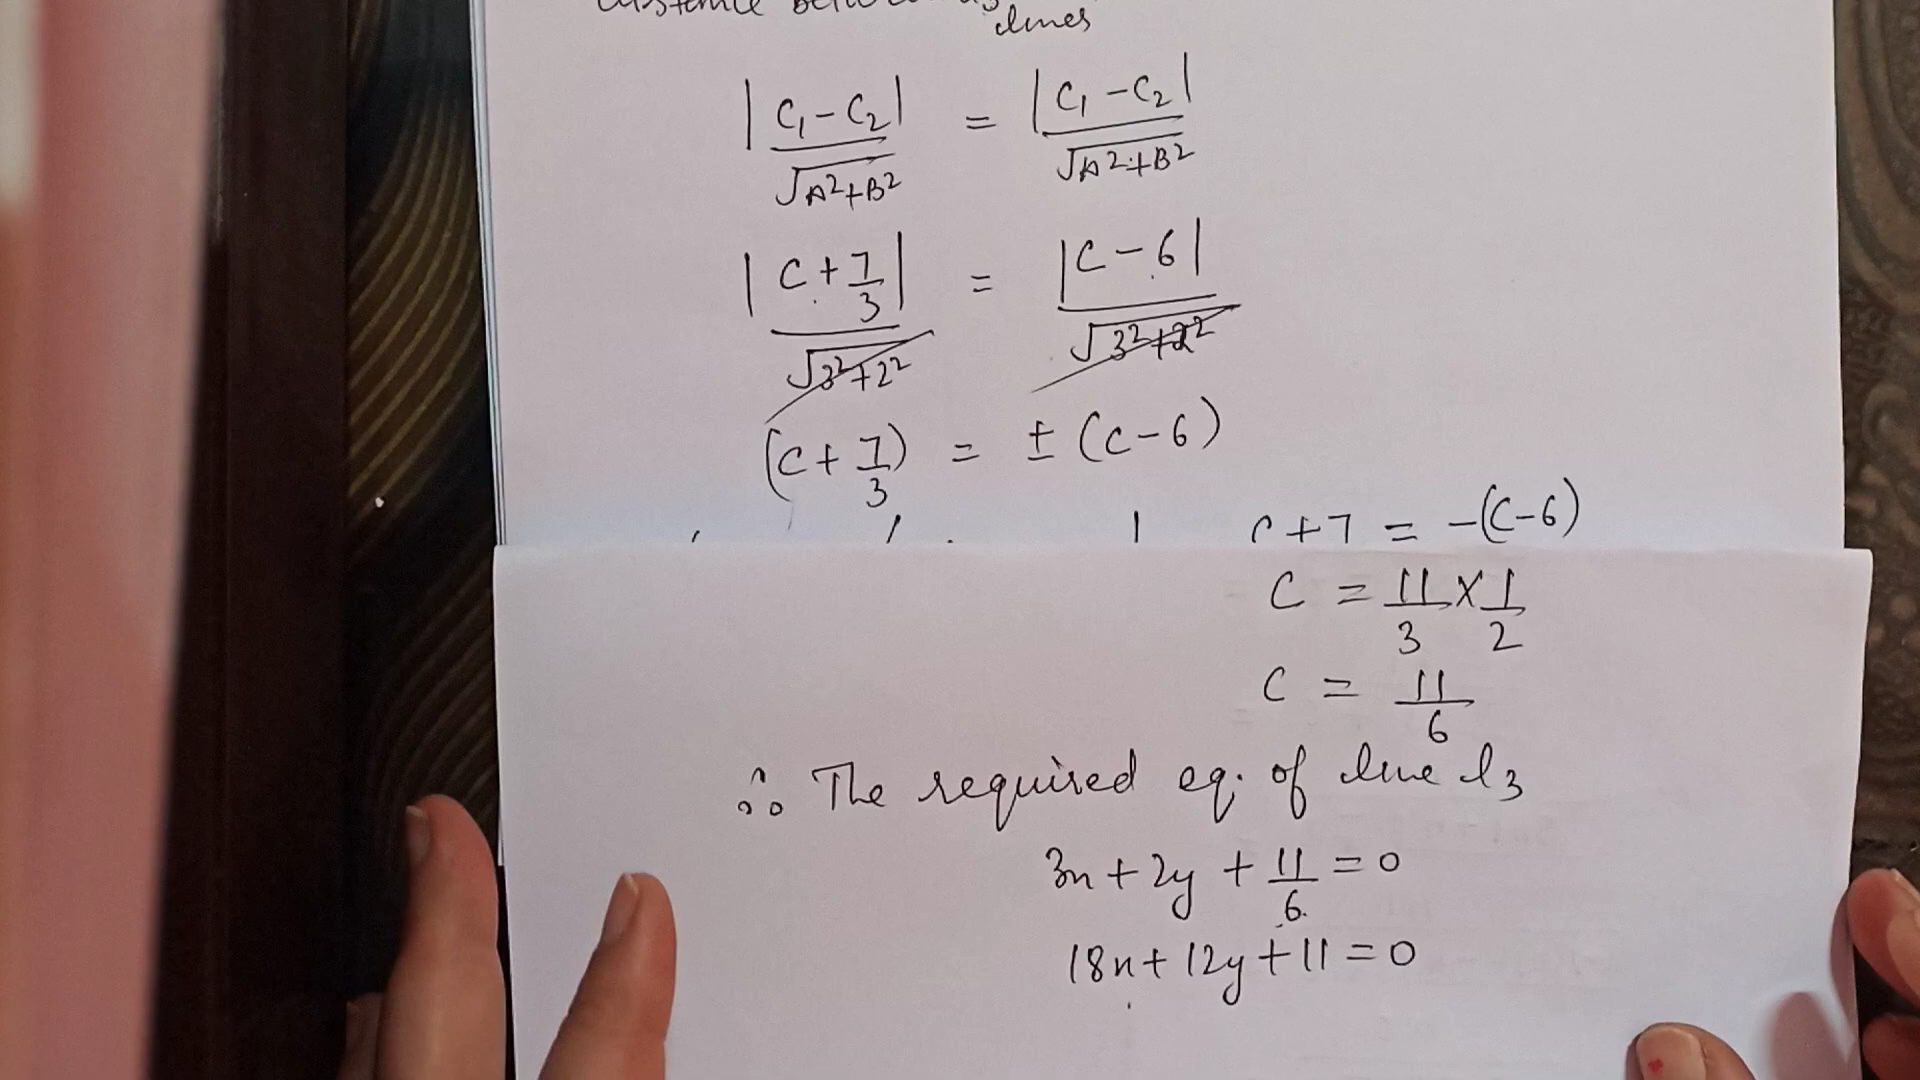 lines
|C₁-C₂| / √A²+B² = |C₁-C₂| / √A²+B²
|C+7/3| / √3²+2² = |C-6| / √3²+2²
(C+7/3) = ± (C-6)
C+7 = -(C-6)
C = 11/3 × 1/2
C = 11/6
∴ The required eq. of line l₃
3x+2y+11/6=0
18x+12y+11=0